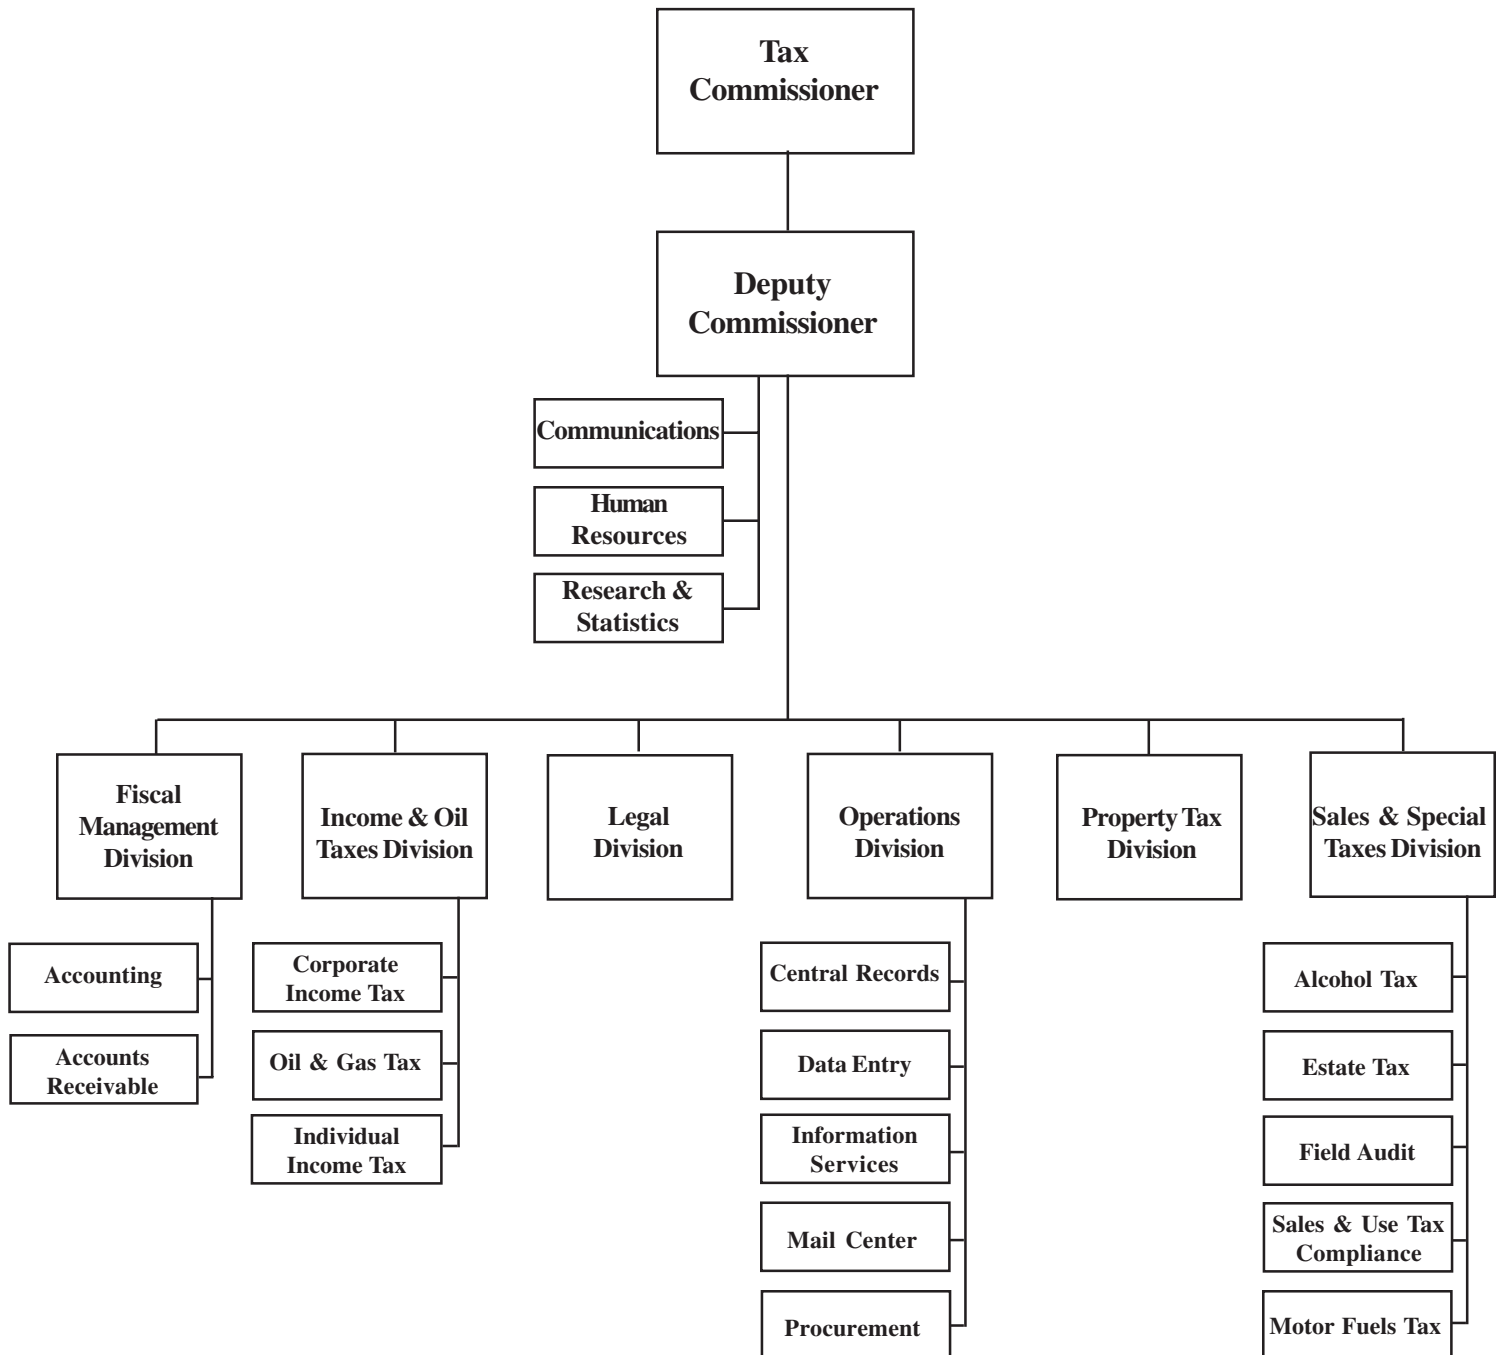 Tax
Commissioner
Deputy
Commissioner
Communications
Human
Resources
Research &
Statistics
Fiscal
Management
Division
Income & Oil
Taxes Division
Legal
Division
Operations
Division
Property Tax
Division
Sales & Special
Taxes Division
Accounting
Accounts
Receivable
Corporate
Income Tax
Oil & Gas Tax
Individual
Income Tax
Central Records
Data Entry
Information
Services
Mail Center
Procurement
Alcohol Tax
Estate Tax
Field Audit
Sales & Use Tax
Compliance
Motor Fuels Tax